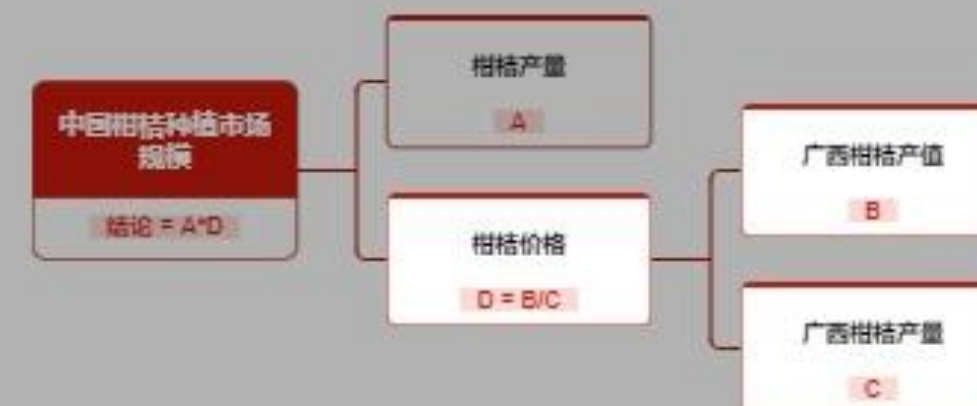 中国柑桔种植市场
规模
结论 = A*D
柑桔产量
A
柑桔价格
D = B/C
广西柑桔产值
B
广西柑桔产量
C